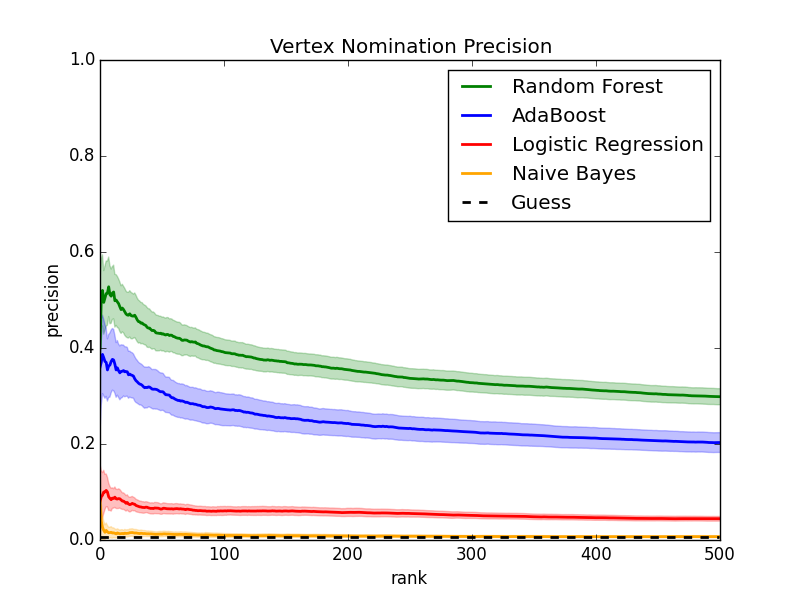 Vertex Nomination Precision
1.0
0.8
0.6
0.4
0.2
0.0
precision
Random Forest
AdaBoost
Logistic Regression
Naive Bayes
Guess
0 100 200 300 400 500
rank